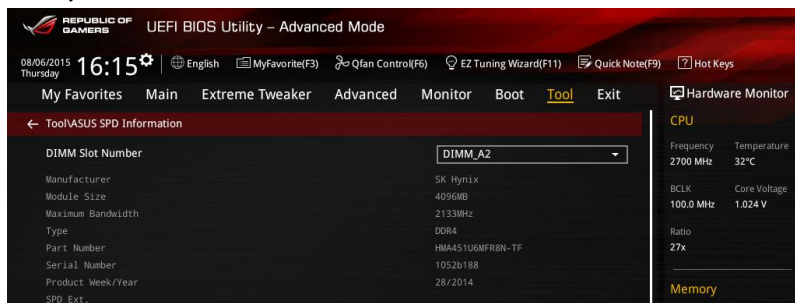 REPUBLIC OF
GAMERS
UEFI BIOS Utility – Advanced Mode
08/06/2015
Thursday
16:15
English
MyFavorite(F3)
Qfan Control(F6)
EZ Tuning Wizard(F11)
Quick Note(F9)
? Hot Keys
My Favorites Main Extreme Tweaker Advanced Monitor Boot Tool Exit
Hardware Monitor
← Tool\ASUS SPD Information
DIMM Slot Number DIMM_A2
Manufacturer SK Hynix
Module Size 4096MB
Maximum Bandwidth 2133MHz
Type DDR4
Part Number HMA451U6MFR8N-TF
Serial Number 1052b188
Product Week/Year 28/2014
SPD Ext.
CPU
Frequency Temperature
2700 MHz 32°C
BCLK Core Voltage
100.0 MHz 1.024 V
Ratio
27x
Memory